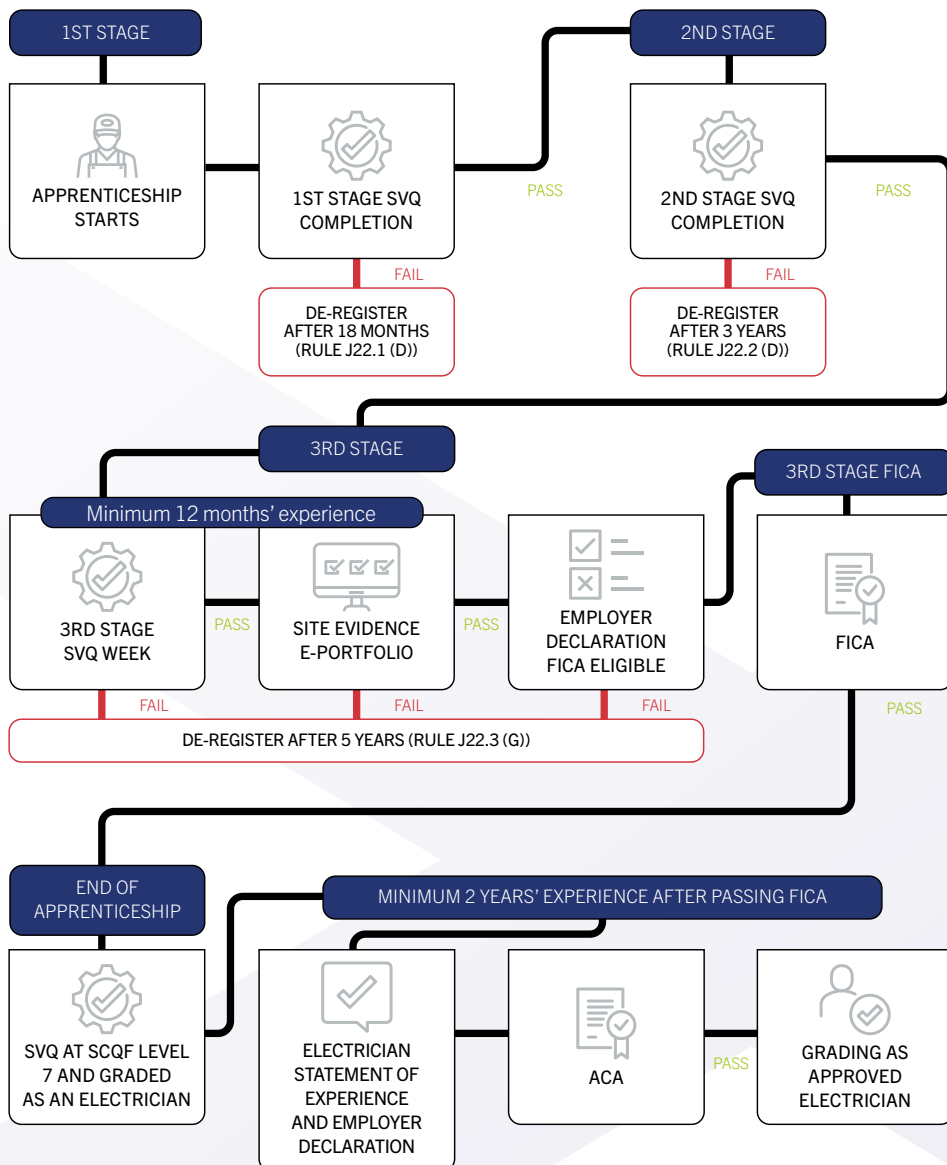 1ST STAGE
2ND STAGE
APPRENTICESHIP
STARTS
1ST STAGE SVQ
COMPLETION
PASS
2ND STAGE SVQ
COMPLETION
PASS
FAIL
DE-REGISTER
AFTER 18 MONTHS
(RULE J22.1 (D))
FAIL
DE-REGISTER
AFTER 3 YEARS
(RULE J22.2 (D))
3RD STAGE
3RD STAGE FICA
Minimum 12 months’ experience
3RD STAGE
SVQ WEEK
PASS
SITE EVIDENCE
E-PORTFOLIO
PASS
EMPLOYER
DECLARATION
FICA ELIGIBLE
FICA
FAIL
FAIL
FAIL
PASS
DE-REGISTER AFTER 5 YEARS (RULE J22.3 (G))
END OF
APPRENTICESHIP
MINIMUM 2 YEARS’ EXPERIENCE AFTER PASSING FICA
SVQ AT SCQF LEVEL
7 AND GRADED
AS AN ELECTRICIAN
ELECTRICIAN
STATEMENT OF
EXPERIENCE
AND EMPLOYER
DECLARATION
ACA
PASS
GRADING AS
APPROVED
ELECTRICIAN